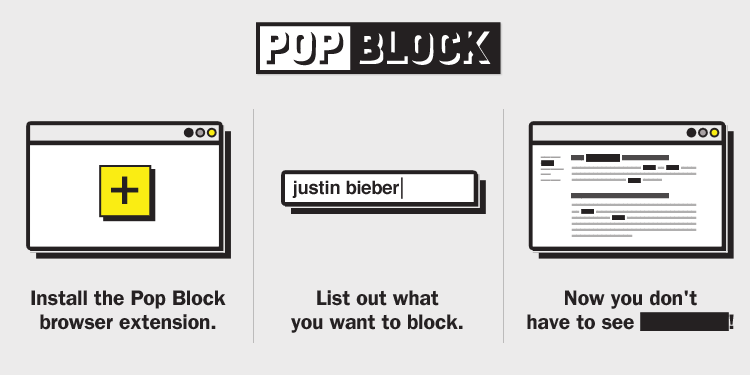 POP BLOCK
justin bieber
Install the Pop Block
browser extension.
List out what
you want to block.
Now you don't
have to see !